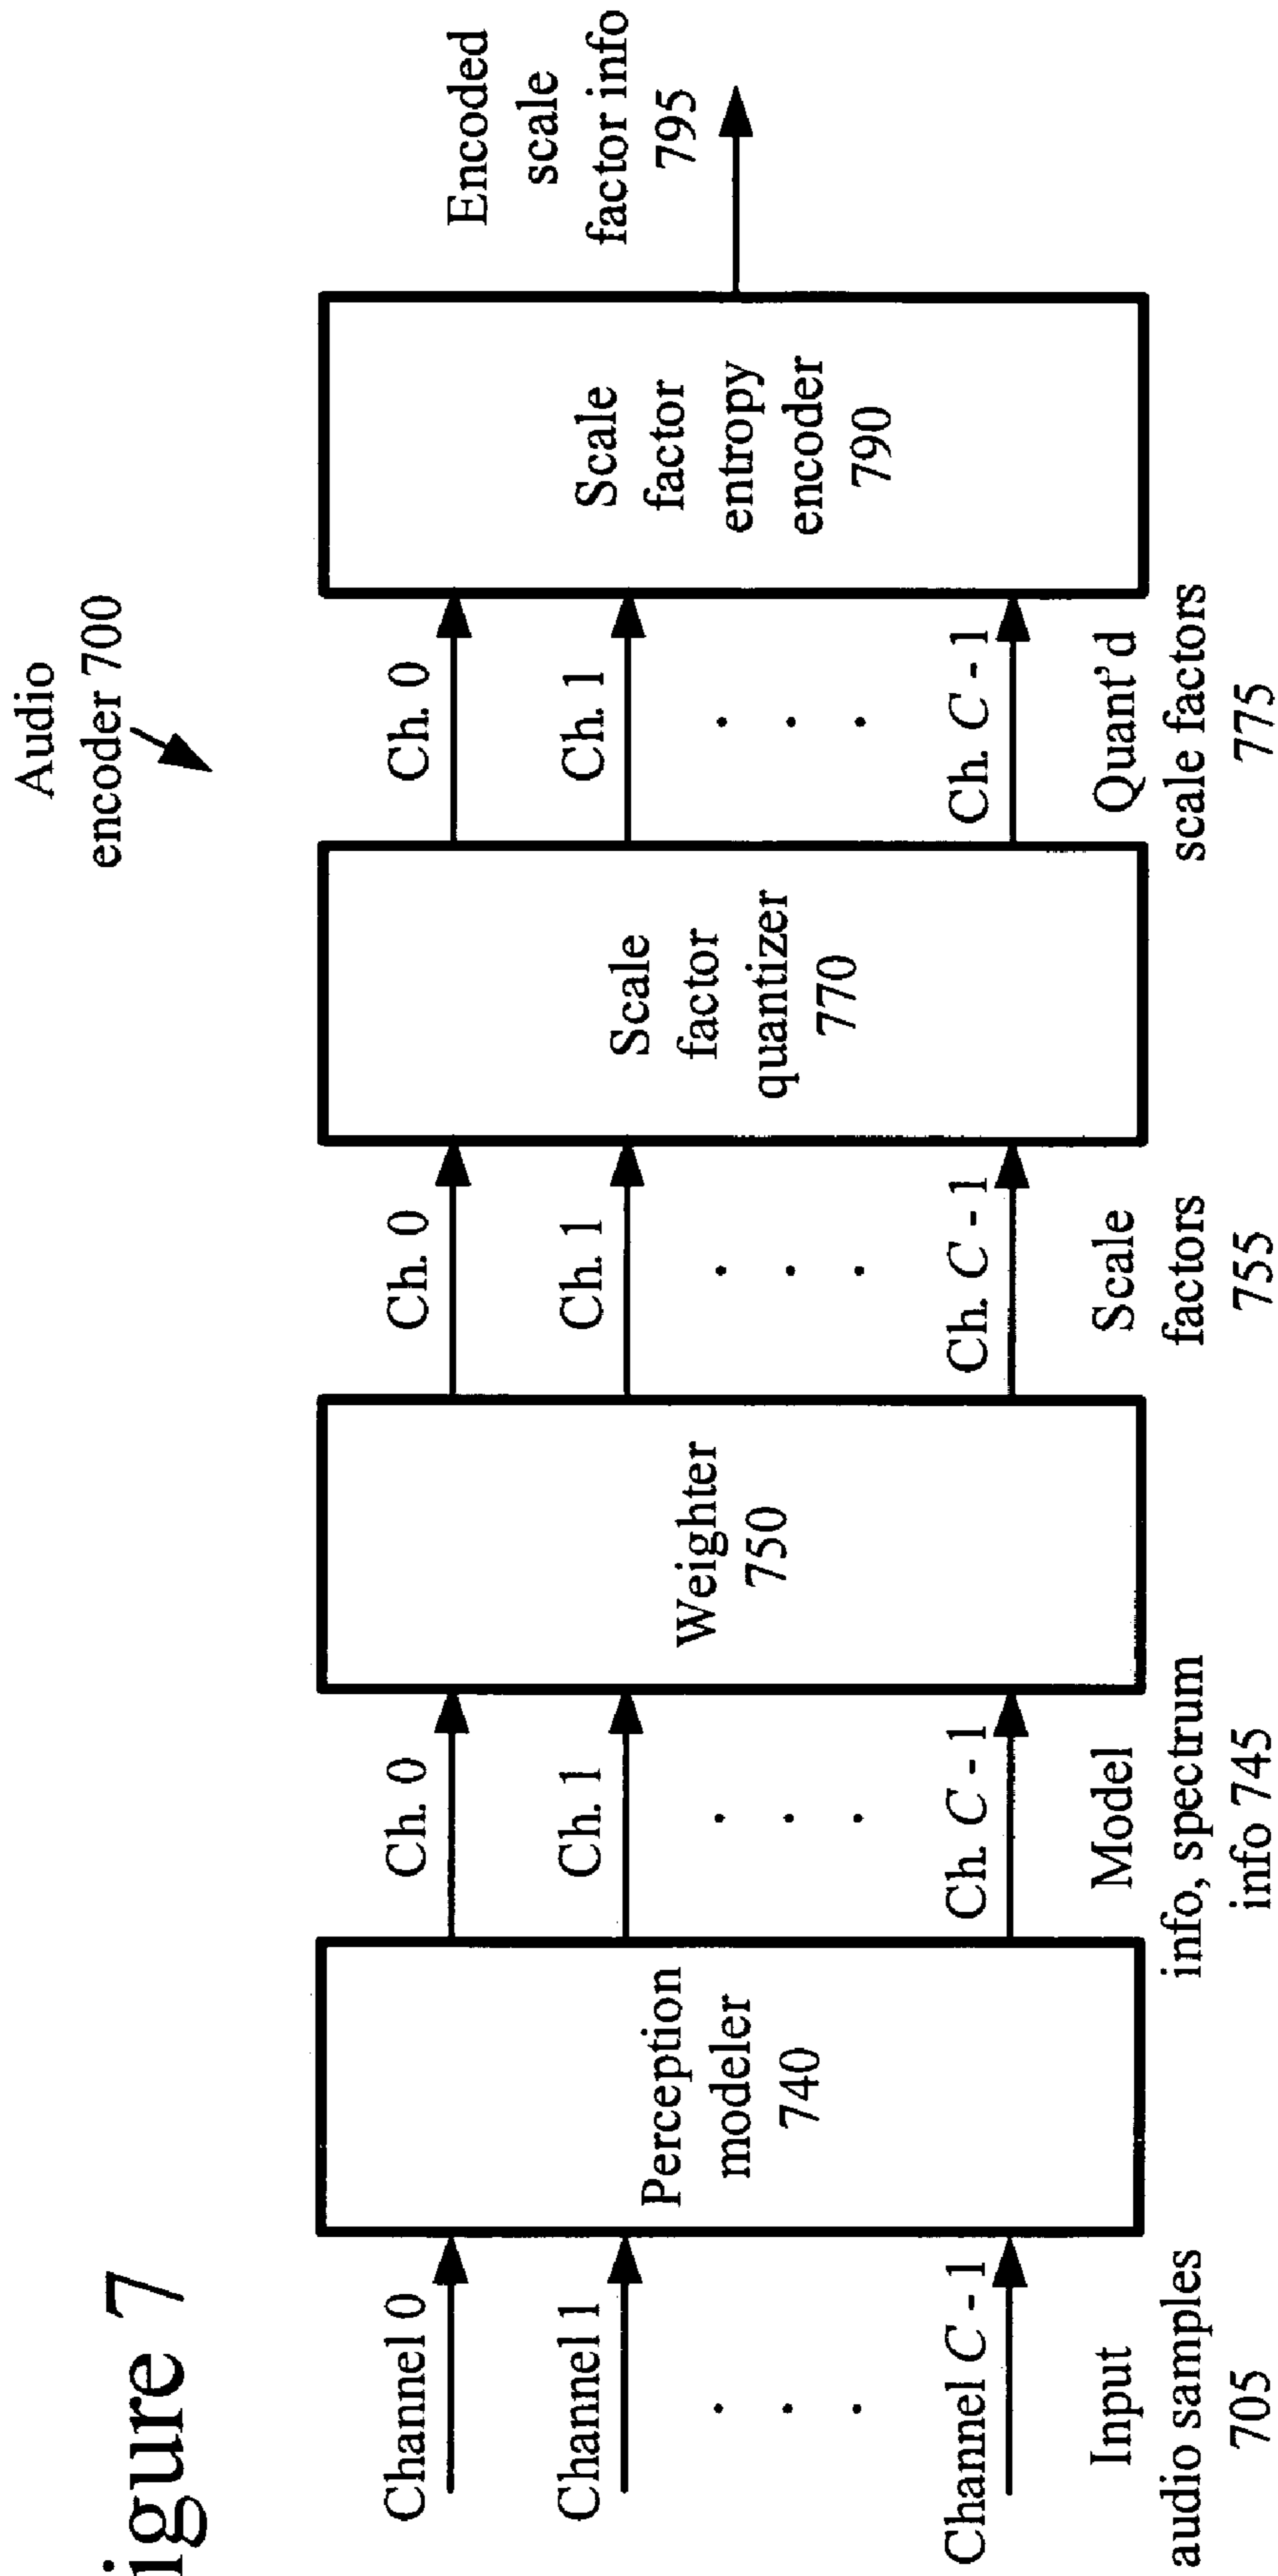 igure 7
Audio
encoder 700
Channel 0
Channel 1
Channel C - 1
Input
audio samples
705
Perception
modeler
740
Ch. 0
Ch. 1
Ch. C - 1
Model
info, spectrum
info 745
Weighter
750
Ch. 0
Ch. 1
Ch. C - 1
Scale
factors
755
Scale
factor
quantizer
770
Ch. 0
Ch. 1
Ch. C - 1
Quant'd
scale factors
775
Scale
factor
entropy
encoder
790
Encoded
scale
factor info
795